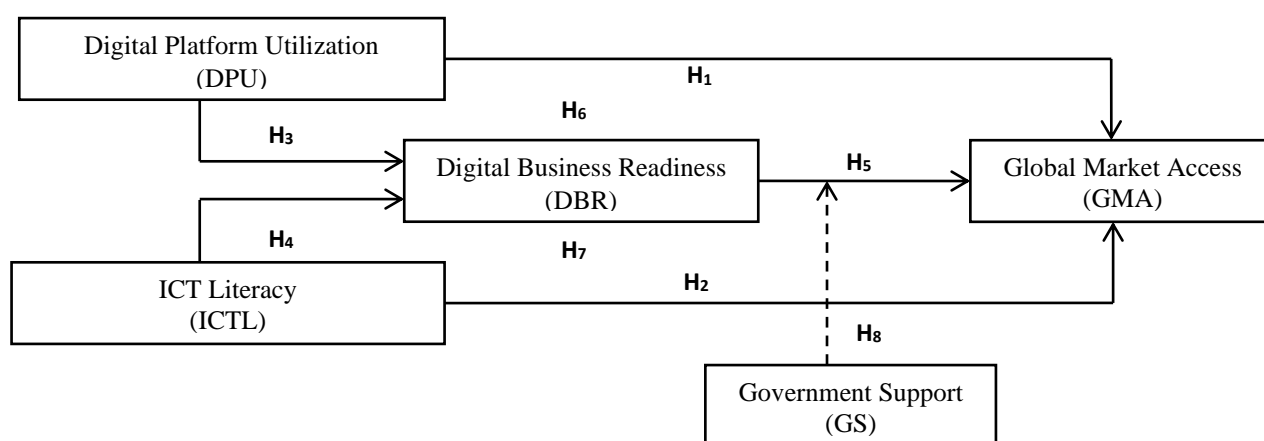 Digital Platform Utilization
(DPU)
H₁
H₆
H₃
Digital Business Readiness
(DBR)
H₅
Global Market Access
(GMA)
H₄
H₇
ICT Literacy
(ICTL)
H₂
H₈
Government Support
(GS)